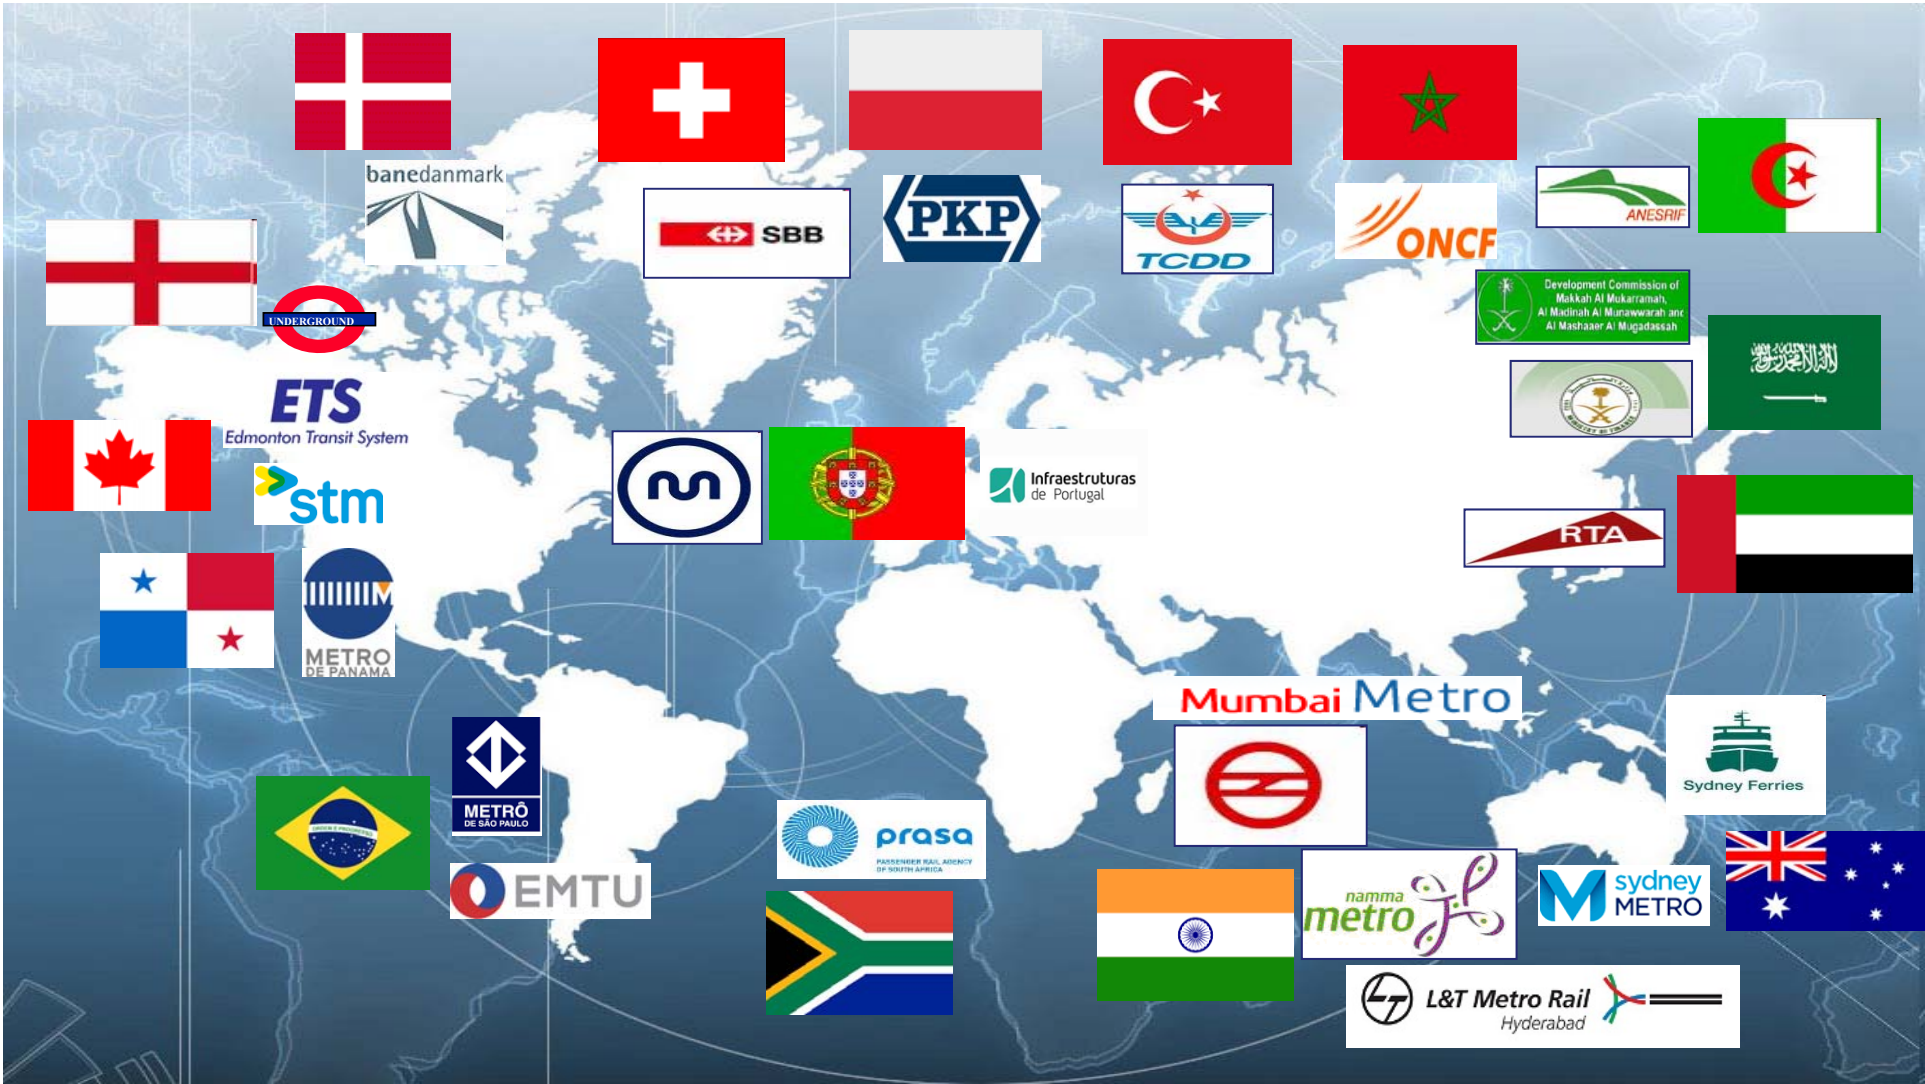 banedanmark
SBB
PKP
TCDD
ONCF
ANESRIF
UNDERGROUND
Development Commission of
Makkah Al Mukarramah,
Al Madinah Al Munawwarah and
Al Mashaaer Al Mugadassah
ETS
Edmonton Transit System
stm
Infraestruturas
de Portugal
RTA
METRO
DE PANAMA
Mumbai Metro
METRÔ
DE SÃO PAULO
Sydney Ferries
prasa
PASSENGER RAIL AGENCY
OF SOUTH AFRICA
EMTU
namma
metro
sydney
METRO
L&T Metro Rail
Hyderabad